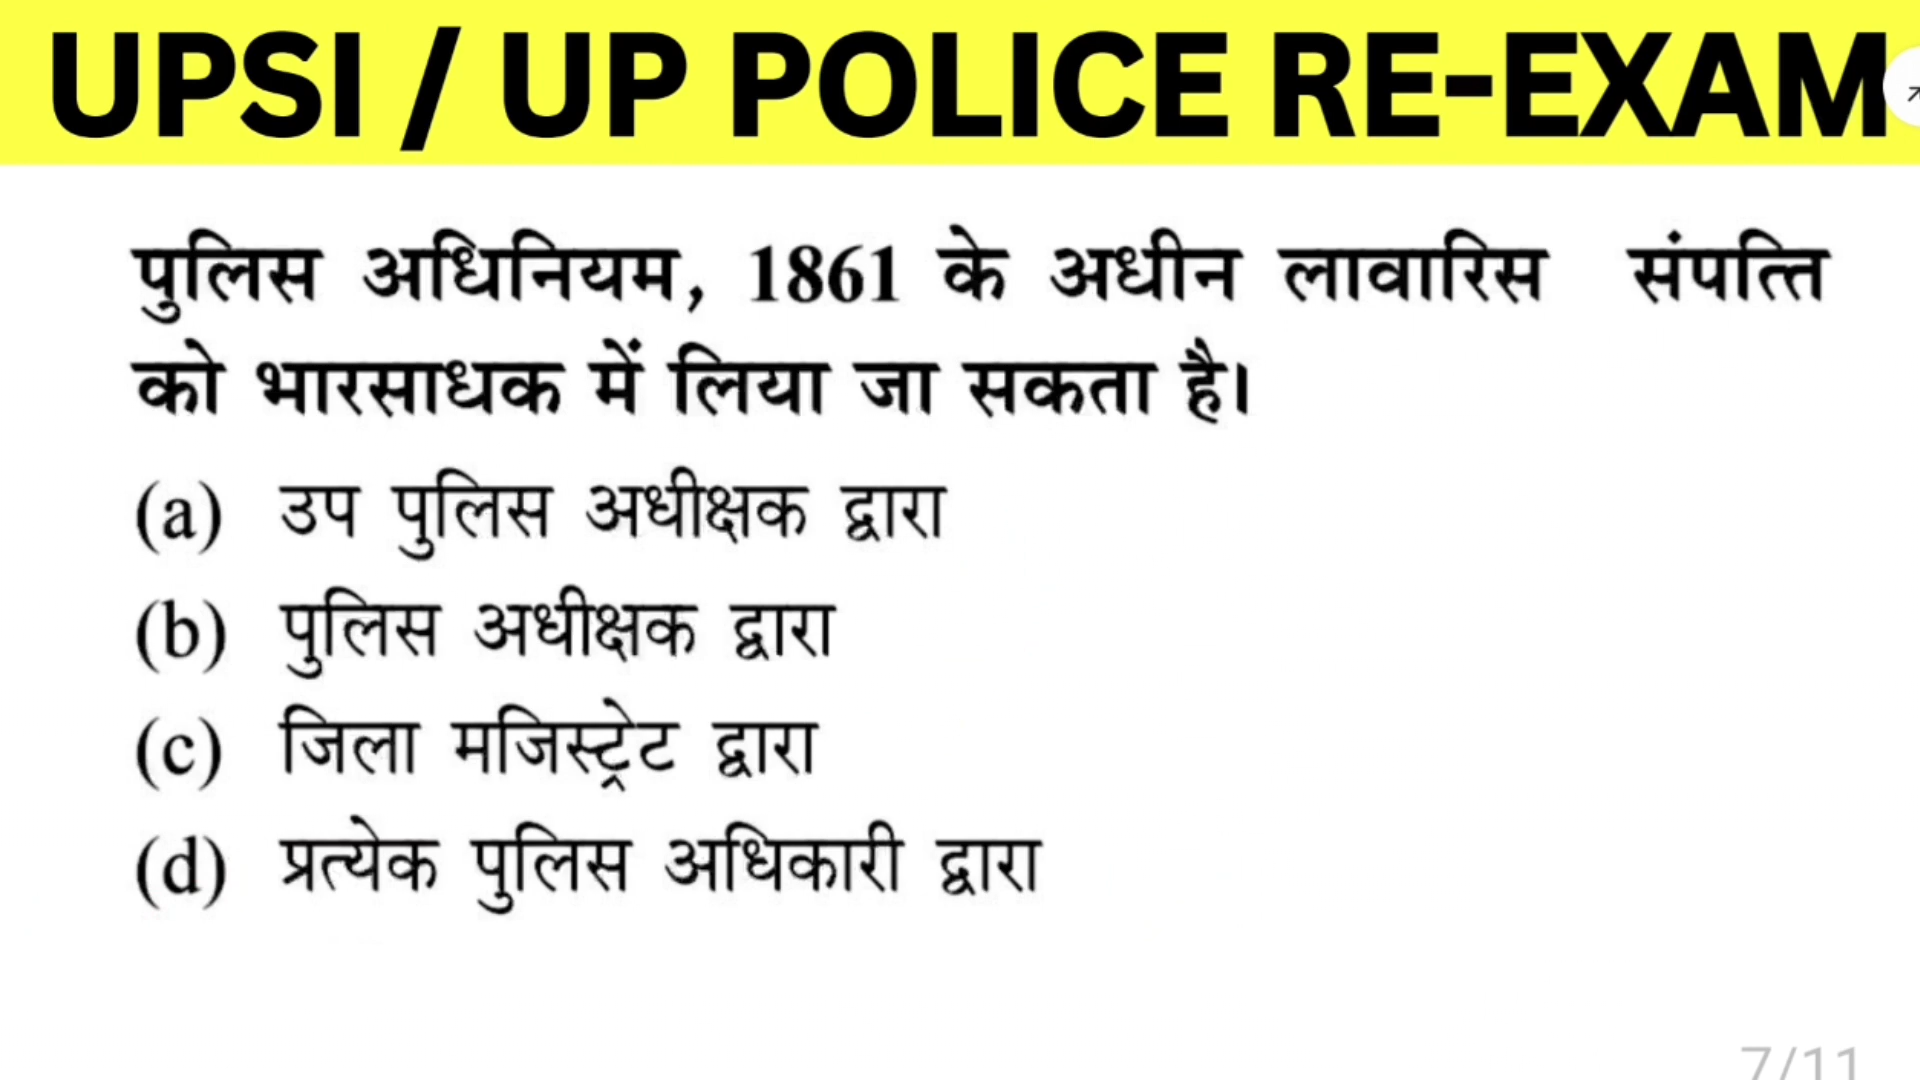 UPSI / UP POLICE RE-EXAM
पुलिस अधिनियम, 1861 के अधीन लावारिस संपत्ति
को भारसाधक में लिया जा सकता है।
(a) उप पुलिस अधीक्षक द्वारा
(b) पुलिस अधीक्षक द्वारा
(c) जिला मजिस्ट्रेट द्वारा
(d) प्रत्येक पुलिस अधिकारी द्वारा
7/11